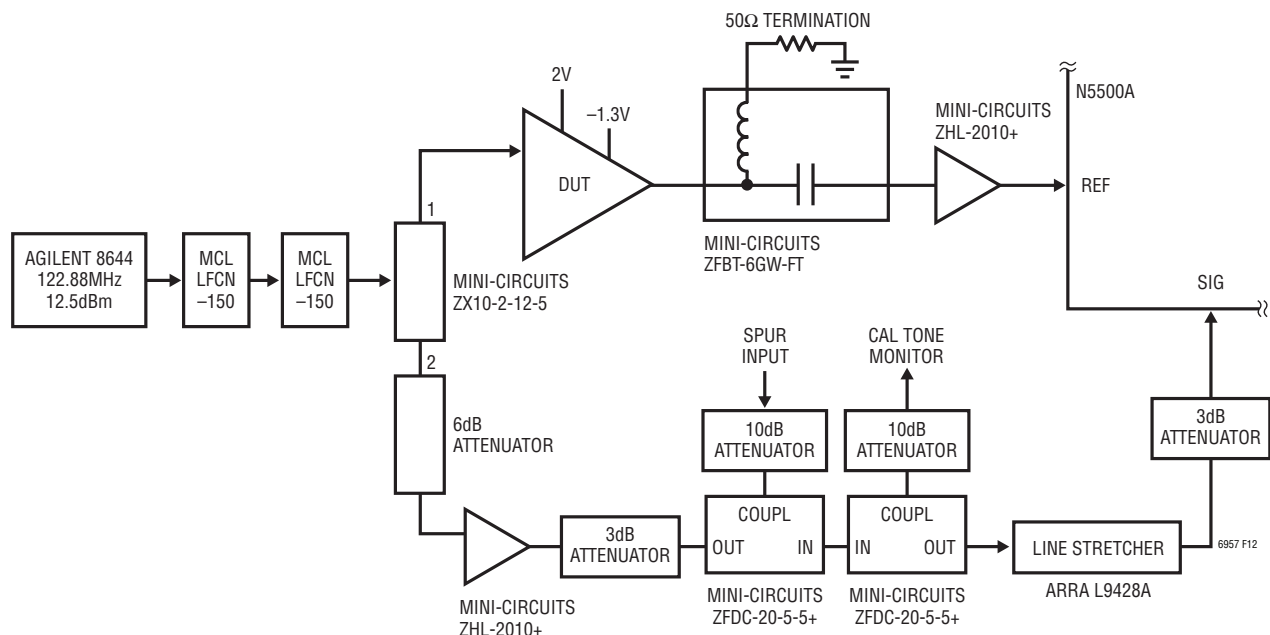 50Ω TERMINATION
2V
–1.3V
DUT
MINI-CIRCUITS
ZFBT-6GW-FT
MINI-CIRCUITS
ZHL-2010+
N5500A
REF
SIG
AGILENT 8644
122.88MHz
12.5dBm
MCL
LFCN
–150
MCL
LFCN
–150
1
MINI-CIRCUITS
ZX10-2-12-5
2
6dB
ATTENUATOR
SPUR
INPUT
CAL TONE
MONITOR
10dB
ATTENUATOR
10dB
ATTENUATOR
3dB
ATTENUATOR
MINI-CIRCUITS
ZHL-2010+
3dB
ATTENUATOR
COUPL
OUT IN
MINI-CIRCUITS
ZFDC-20-5-5+
COUPL
IN OUT
MINI-CIRCUITS
ZFDC-20-5-5+
LINE STRETCHER
ARRA L9428A
6957 F12